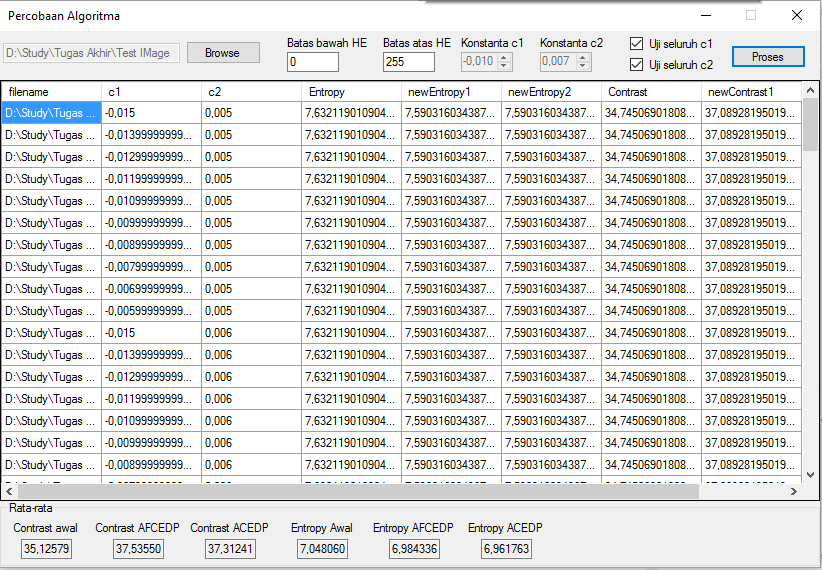 Percobaan Algoritma
Batas bawah HE Batas atas HE Konstanta c1 Konstanta c2 Uji seluruh c1
D:\Study\Tugas Akhir\Test IMage Browse 0 255 -0,010 0,007 Uji seluruh c2 Proses
filename c1 c2 Entropy newEntropy1 newEntropy2 Contrast newContrast1
D:\Study\Tugas ... -0,015 0,005 7,632119010904... 7,590316034387... 7,590316034387... 34,74506901808... 37,08928195019...
D:\Study\Tugas ... -0,01399999999... 0,005 7,632119010904... 7,590316034387... 7,590316034387... 34,74506901808... 37,08928195019...
D:\Study\Tugas ... -0,01299999999... 0,005 7,632119010904... 7,590316034387... 7,590316034387... 34,74506901808... 37,08928195019...
D:\Study\Tugas ... -0,01199999999... 0,005 7,632119010904... 7,590316034387... 7,590316034387... 34,74506901808... 37,08928195019...
D:\Study\Tugas ... -0,01099999999... 0,005 7,632119010904... 7,590316034387... 7,590316034387... 34,74506901808... 37,08928195019...
D:\Study\Tugas ... -0,00999999999... 0,005 7,632119010904... 7,590316034387... 7,590316034387... 34,74506901808... 37,08928195019...
D:\Study\Tugas ... -0,00899999999... 0,005 7,632119010904... 7,590316034387... 7,590316034387... 34,74506901808... 37,08928195019...
D:\Study\Tugas ... -0,00799999999... 0,005 7,632119010904... 7,590316034387... 7,590316034387... 34,74506901808... 37,08928195019...
D:\Study\Tugas ... -0,00699999999... 0,005 7,632119010904... 7,590316034387... 7,590316034387... 34,74506901808... 37,08928195019...
D:\Study\Tugas ... -0,00599999999... 0,005 7,632119010904... 7,590316034387... 7,590316034387... 34,74506901808... 37,08928195019...
D:\Study\Tugas ... -0,015 0,006 7,632119010904... 7,590316034387... 7,590316034387... 34,74506901808... 37,08928195019...
D:\Study\Tugas ... -0,01399999999... 0,006 7,632119010904... 7,590316034387... 7,590316034387... 34,74506901808... 37,08928195019...
D:\Study\Tugas ... -0,01299999999... 0,006 7,632119010904... 7,590316034387... 7,590316034387... 34,74506901808... 37,08928195019...
D:\Study\Tugas ... -0,01199999999... 0,006 7,632119010904... 7,590316034387... 7,590316034387... 34,74506901808... 37,08928195019...
D:\Study\Tugas ... -0,01099999999... 0,006 7,632119010904... 7,590316034387... 7,590316034387... 34,74506901808... 37,08928195019...
D:\Study\Tugas ... -0,00999999999... 0,006 7,632119010904... 7,590316034387... 7,590316034387... 34,74506901808... 37,08928195019...
D:\Study\Tugas ... -0,00899999999... 0,006 7,632119010904... 7,590316034387... 7,590316034387... 34,74506901808... 37,08928195019...
Rata-rata
Contrast awal Contrast AFCEDP Contrast ACEDP Entropy Awal Entropy AFCEDP Entropy ACEDP
35,12579 37,53550 37,31241 7,048060 6,984336 6,961763